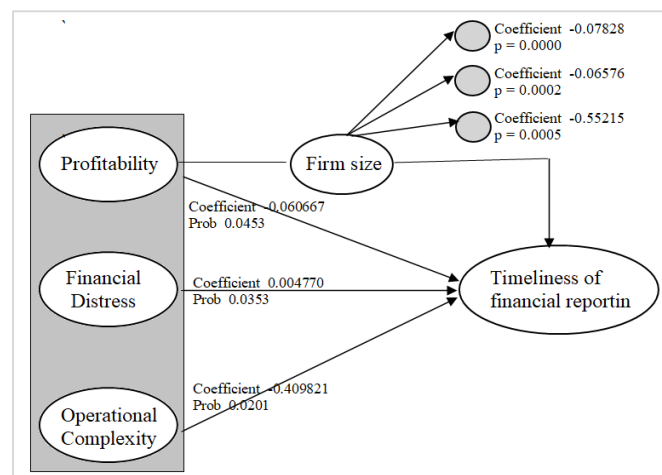 Coefficient -0.07828
p = 0.0000
Coefficient -0.06576
p = 0.0002
Coefficient -0.55215
p = 0.0005
Profitability
Firm size
Coefficient -0.060667
Prob 0.0453
Financial
Distress
Coefficient 0.004770
Prob 0.0353
Timeliness of
financial reportin
Coefficient -0.409821
Prob 0.0201
Operational
Complexity